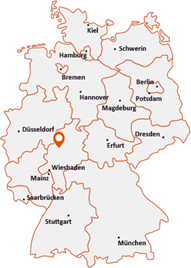 Kiel
Schwerin
Hamburg
Bremen
Berlin
Hannover
Potsdam
Magdeburg
Düsseldorf
Dresden
Erfurt
Wiesbaden
Mainz
Saarbrücken
Stuttgart
München